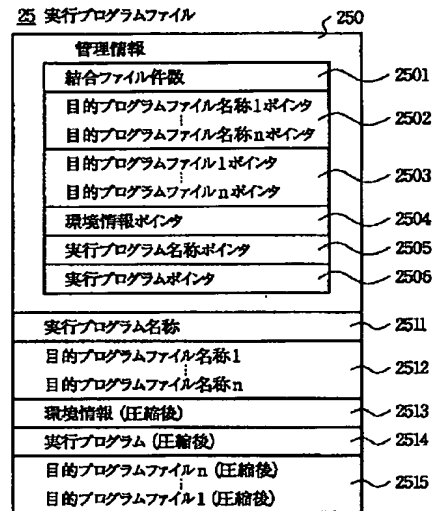 25 実行プログラムファイル
250
管理情報
結合ファイル件数
2501
目的プログラムファイル名称1ポインタ
目的プログラムファイル名称nポインタ
2502
目的プログラムファイル1ポインタ
目的プログラムファイルnポインタ
2503
環境情報ポインタ
2504
実行プログラム名称ポインタ
2505
実行プログラムポインタ
2506
実行プログラム名称
2511
目的プログラムファイル名称1
目的プログラムファイル名称n
2512
環境情報(圧縮後)
2513
実行プログラム(圧縮後)
2514
目的プログラムファイルn(圧縮後)
目的プログラムファイル1(圧縮後)
2515